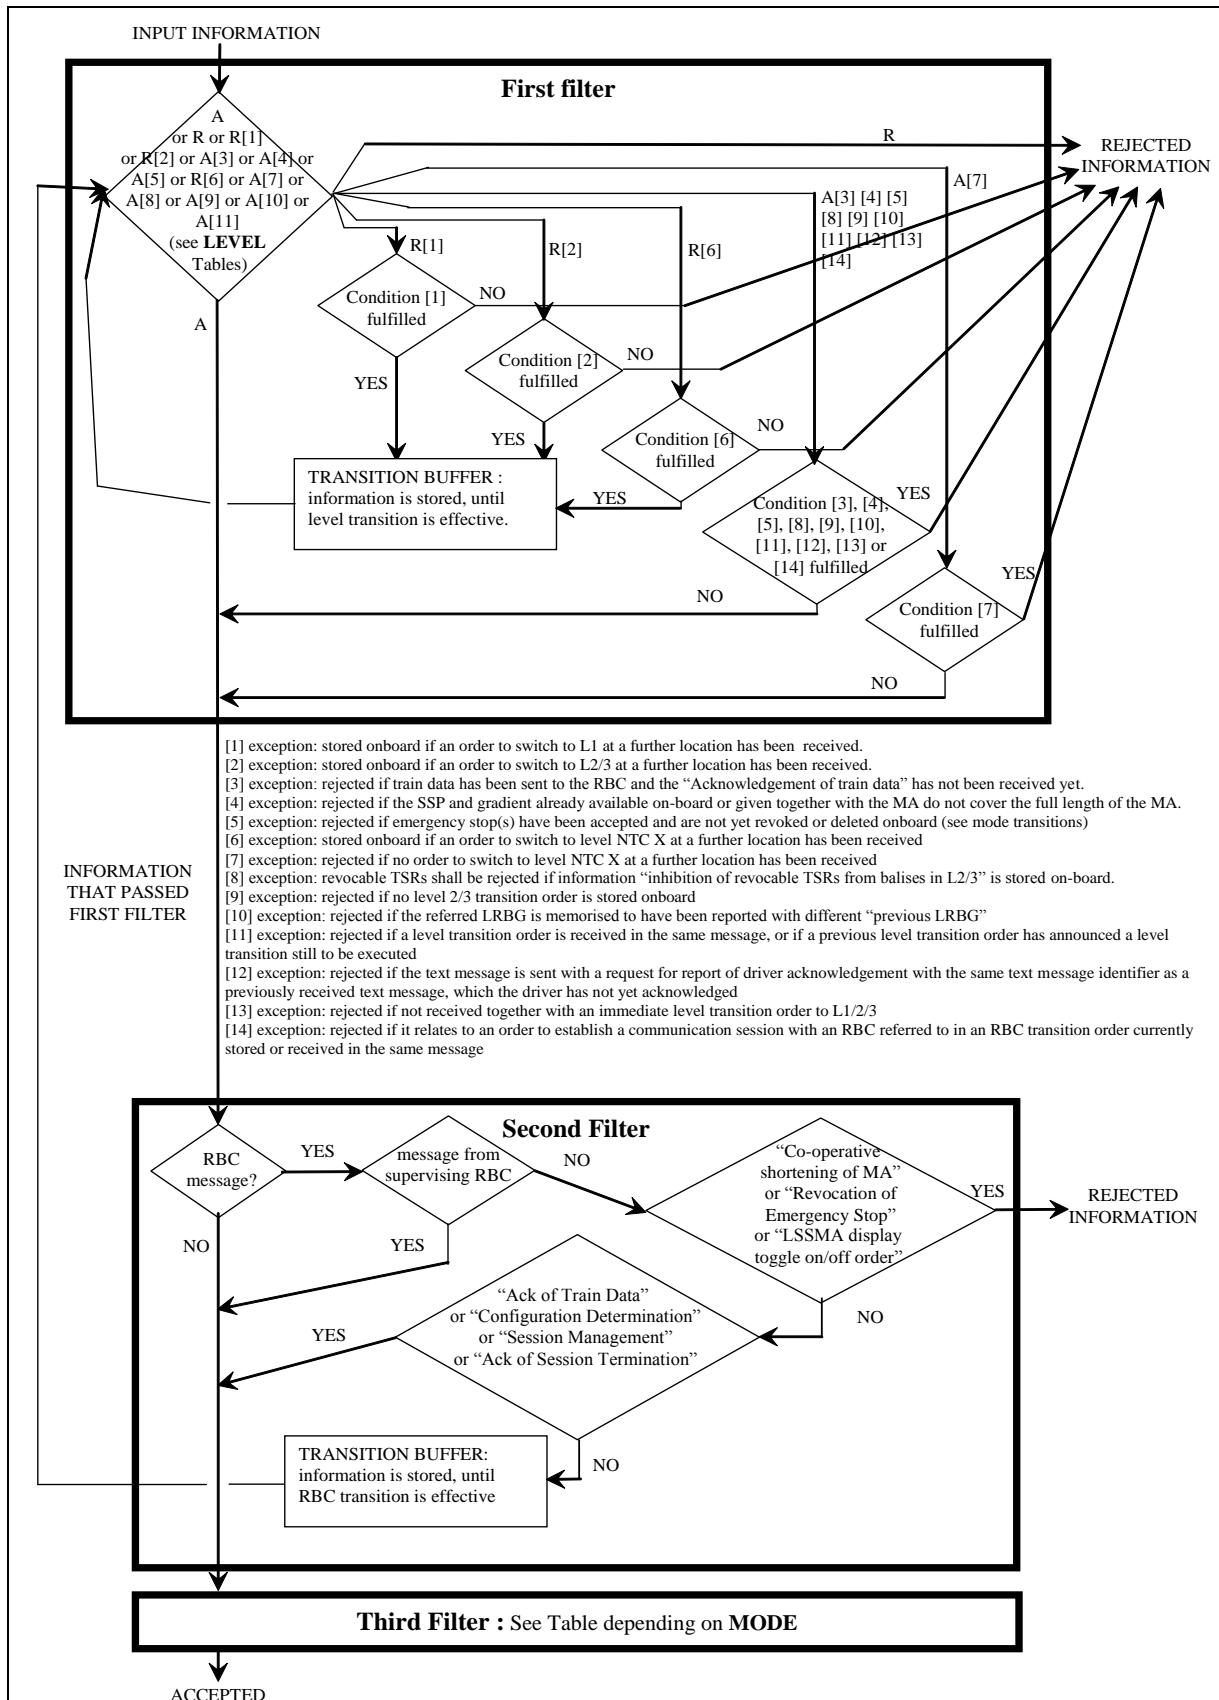 INPUT INFORMATION
First filter
A
or R or R[1]
or R[2] or A[3] or A[4] or
A[5] or R[6] or A[7] or
A[8] or A[9] or A[10] or
A[11]
(see LEVEL
Tables)
R
REJECTED
INFORMATION
A[7]
A[3] [4] [5]
[8] [9] [10]
[11] [12] [13]
[14]
R[1]
R[2]
R[6]
Condition [1]
fulfilled
NO
A
Condition [2]
fulfilled
NO
YES
Condition [6]
fulfilled
NO
YES
TRANSITION BUFFER :
information is stored, until
level transition is effective.
YES
Condition [3], [4],
[5], [8], [9], [10],
[11], [12], [13] or
[14] fulfilled
YES
NO
Condition [7]
fulfilled
YES
NO
[1] exception: stored onboard if an order to switch to L1 at a further location has been received.
[2] exception: stored onboard if an order to switch to L2/3 at a further location has been received.
[3] exception: rejected if train data has been sent to the RBC and the “Acknowledgement of train data” has not been received yet.
[4] exception: rejected if the SSP and gradient already available on-board or given together with the MA do not cover the full length of the MA.
[5] exception: rejected if emergency stop(s) have been accepted and are not yet revoked or deleted onboard (see mode transitions)
[6] exception: stored onboard if an order to switch to level NTC X at a further location has been received
[7] exception: rejected if no order to switch to level NTC X at a further location has been received
[8] exception: revocable TSRs shall be rejected if information “inhibition of revocable TSRs from balises in L2/3” is stored on-board.
[9] exception: rejected if no level 2/3 transition order is stored onboard
[10] exception: rejected if the referred LRBG is memorised to have been reported with different “previous LRBG”
[11] exception: rejected if a level transition order is received in the same message, or if a previous level transition order has announced a level
transition still to be executed
[12] exception: rejected if the text message is sent with a request for report of driver acknowledgement with the same text message identifier as a
previously received text message, which the driver has not yet acknowledged
[13] exception: rejected if not received together with an immediate level transition order to L1/2/3
[14] exception: rejected if it relates to an order to establish a communication session with an RBC referred to in an RBC transition order currently
stored or received in the same message
INFORMATION
THAT PASSED
FIRST FILTER
Second Filter
RBC
message?
YES
message from
supervising RBC
NO
“Co-operative
shortening of MA”
or “Revocation of
Emergency Stop”
or “LSSMA display
toggle on/off order”
YES
REJECTED
INFORMATION
NO
YES
NO
“Ack of Train Data”
or “Configuration Determination”
or “Session Management”
or “Ack of Session Termination”
YES
NO
TRANSITION BUFFER:
information is stored, until
RBC transition is effective
Third Filter : See Table depending on MODE
ACCEPTED